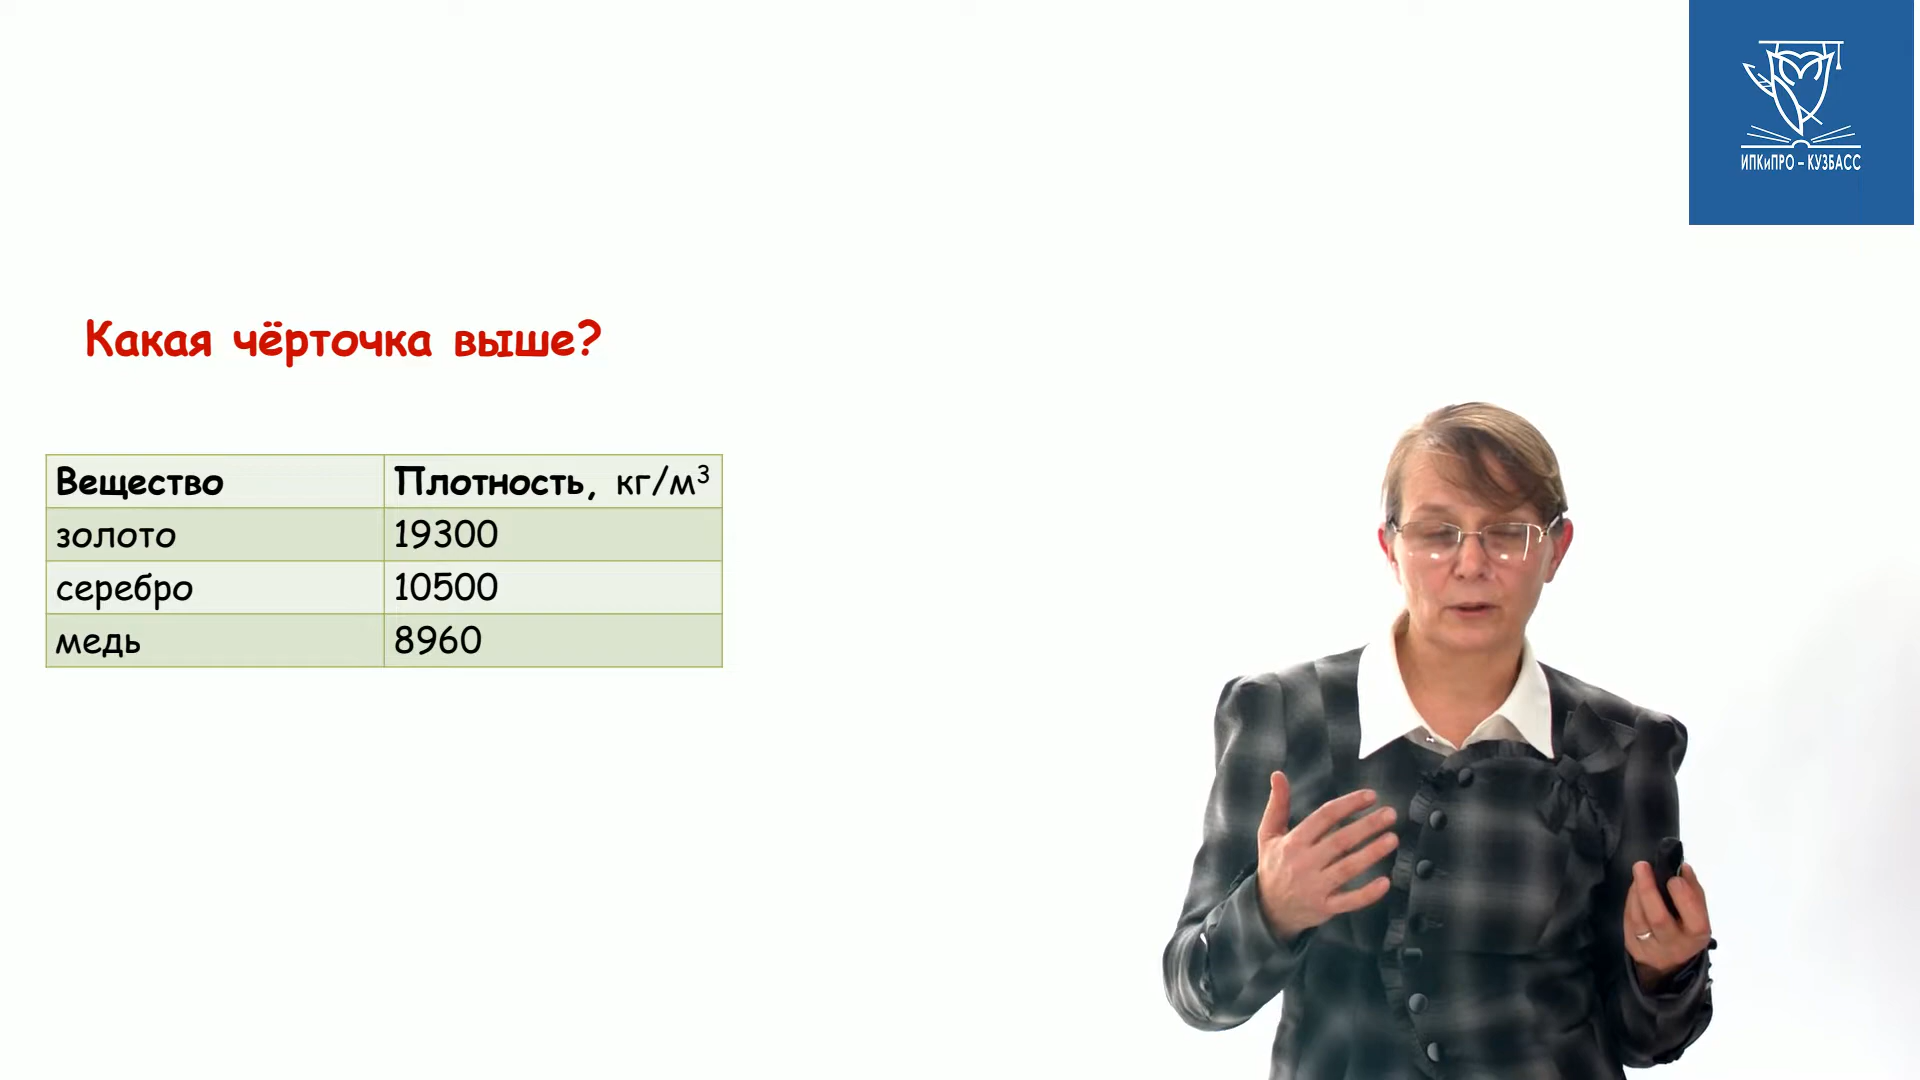 ИПКиПРО – КУЗБАСС
Какая чёрточка выше?
Вещество Плотность, кг/м³
золото 19300
серебро 10500
медь 8960